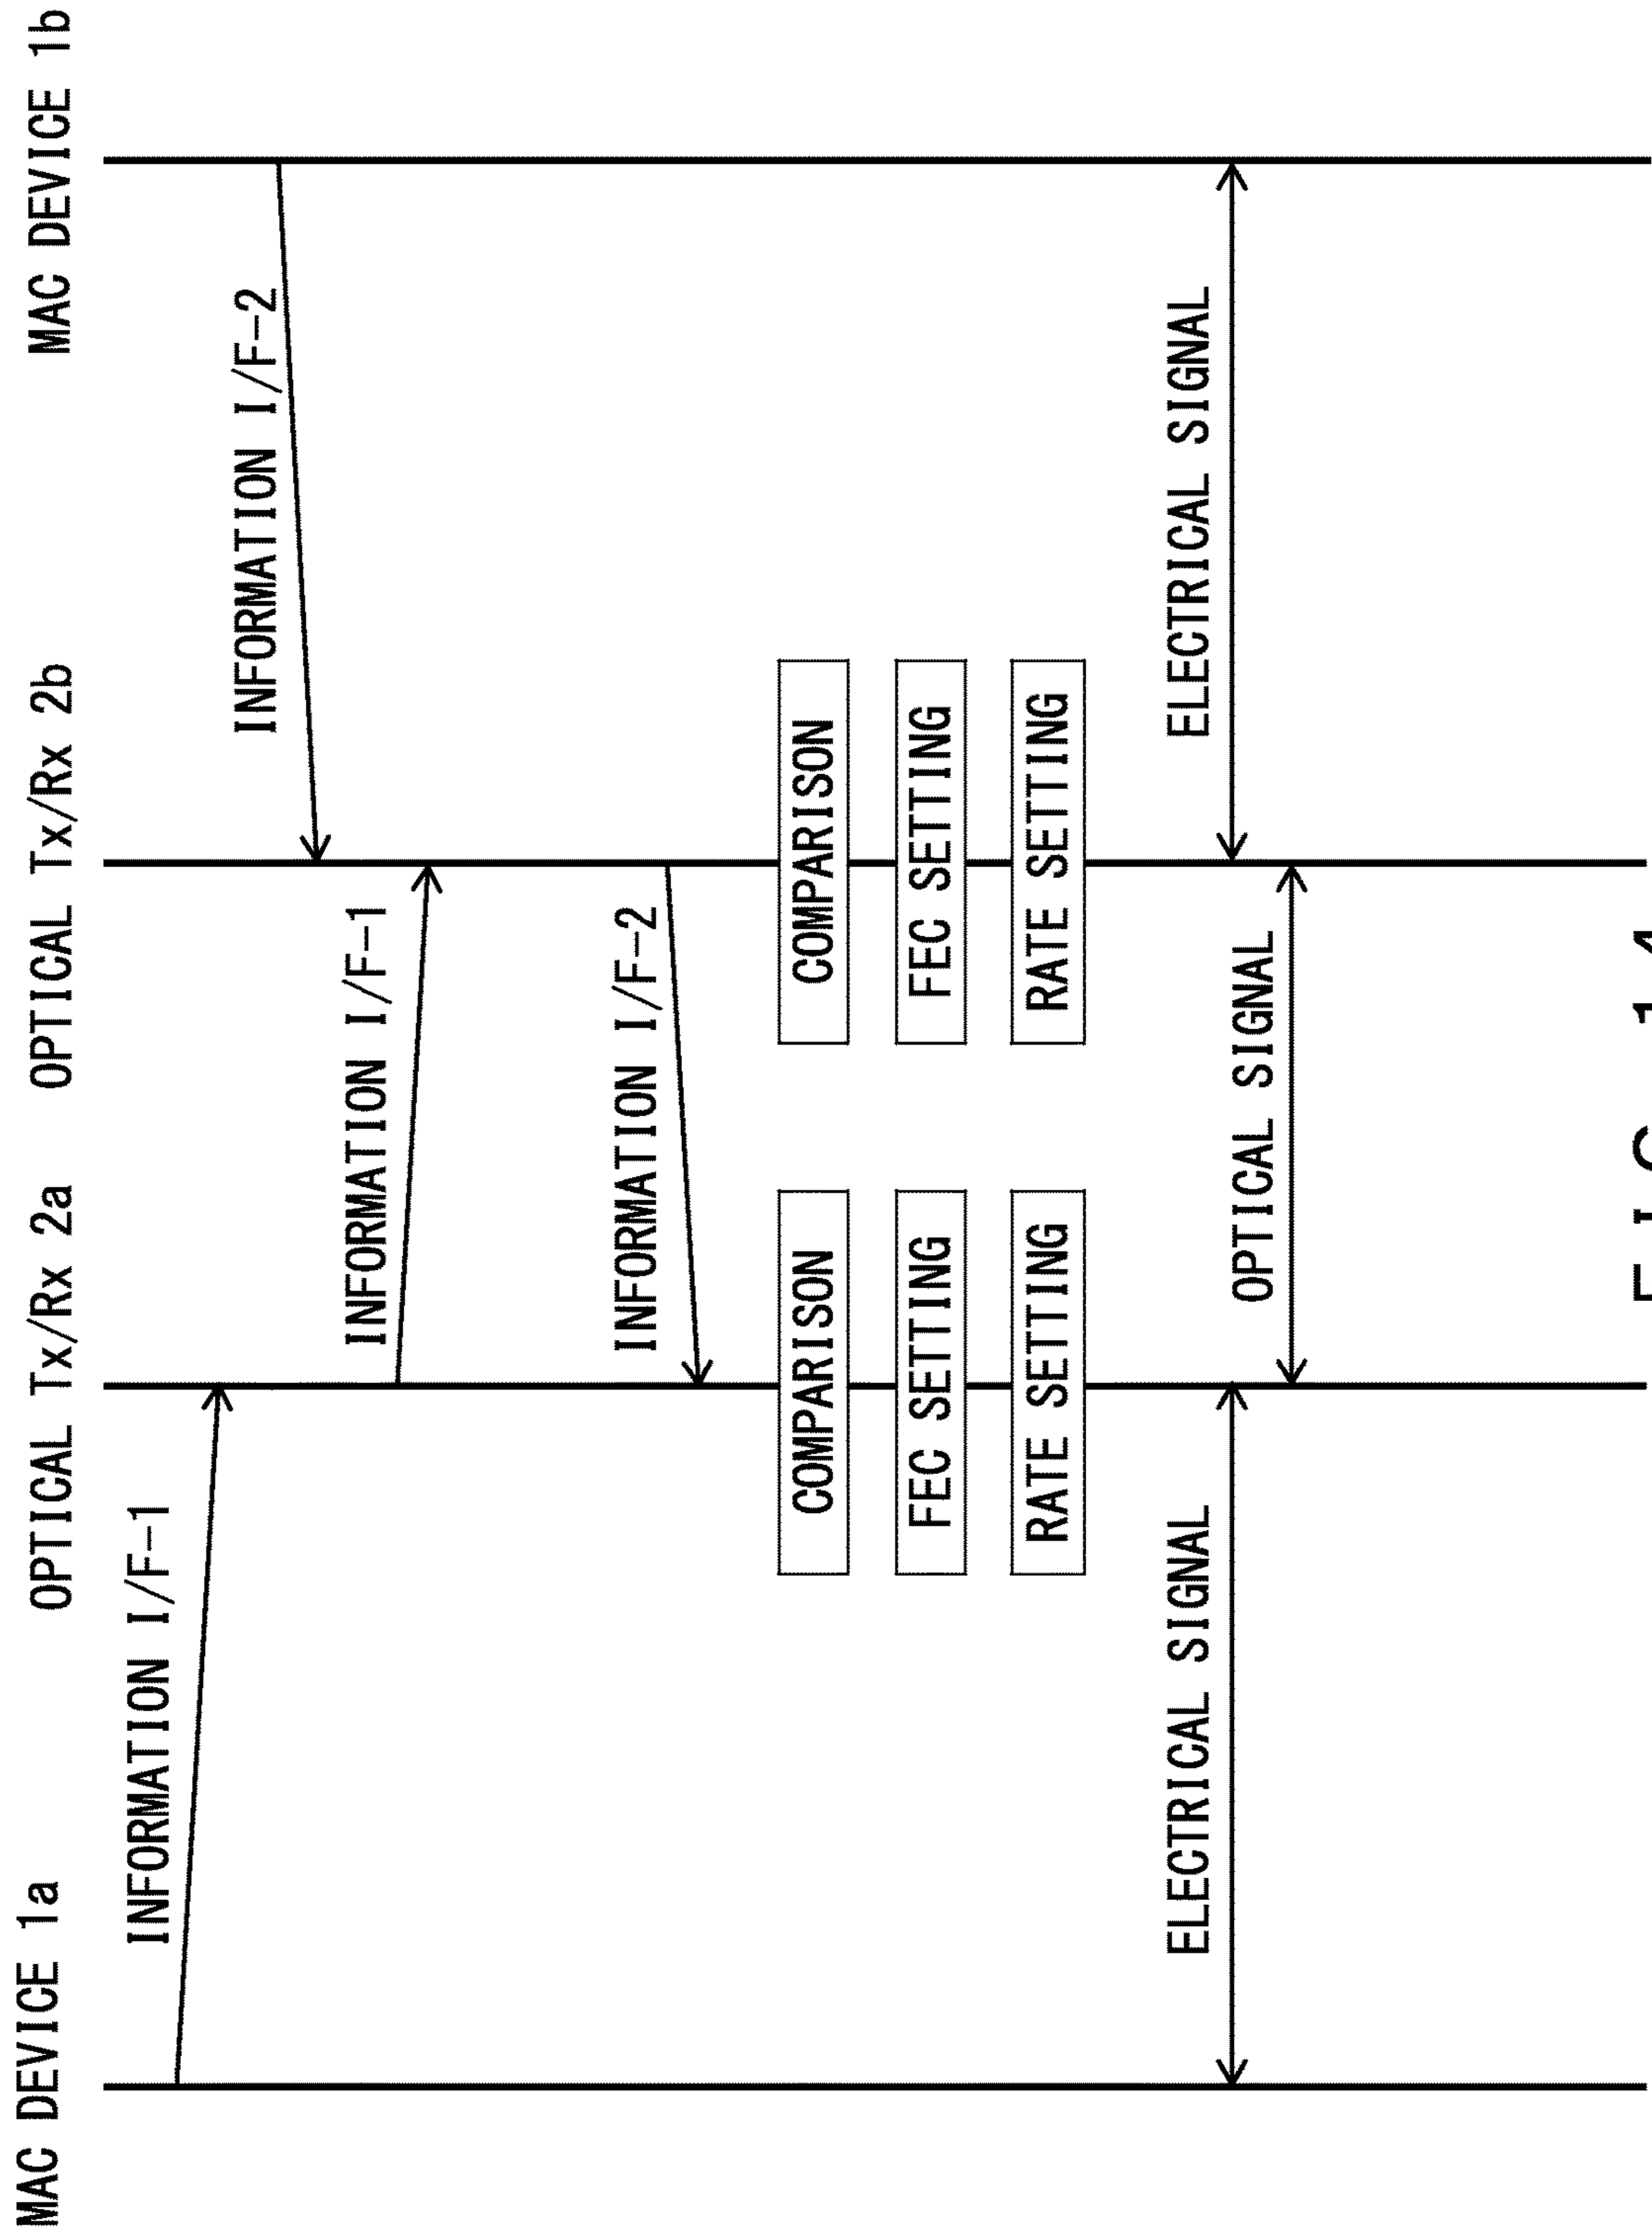 MAC DEVICE 1a
OPTICAL Tx/Rx 2a
OPTICAL Tx/Rx 2b
MAC DEVICE 1b
INFORMATION I/F-1
INFORMATION I/F-2
INFORMATION I/F-1
INFORMATION I/F-2
COMPARISON
COMPARISON
FEC SETTING
FEC SETTING
RATE SETTING
RATE SETTING
ELECTRICAL SIGNAL
ELECTRICAL SIGNAL
OPTICAL SIGNAL